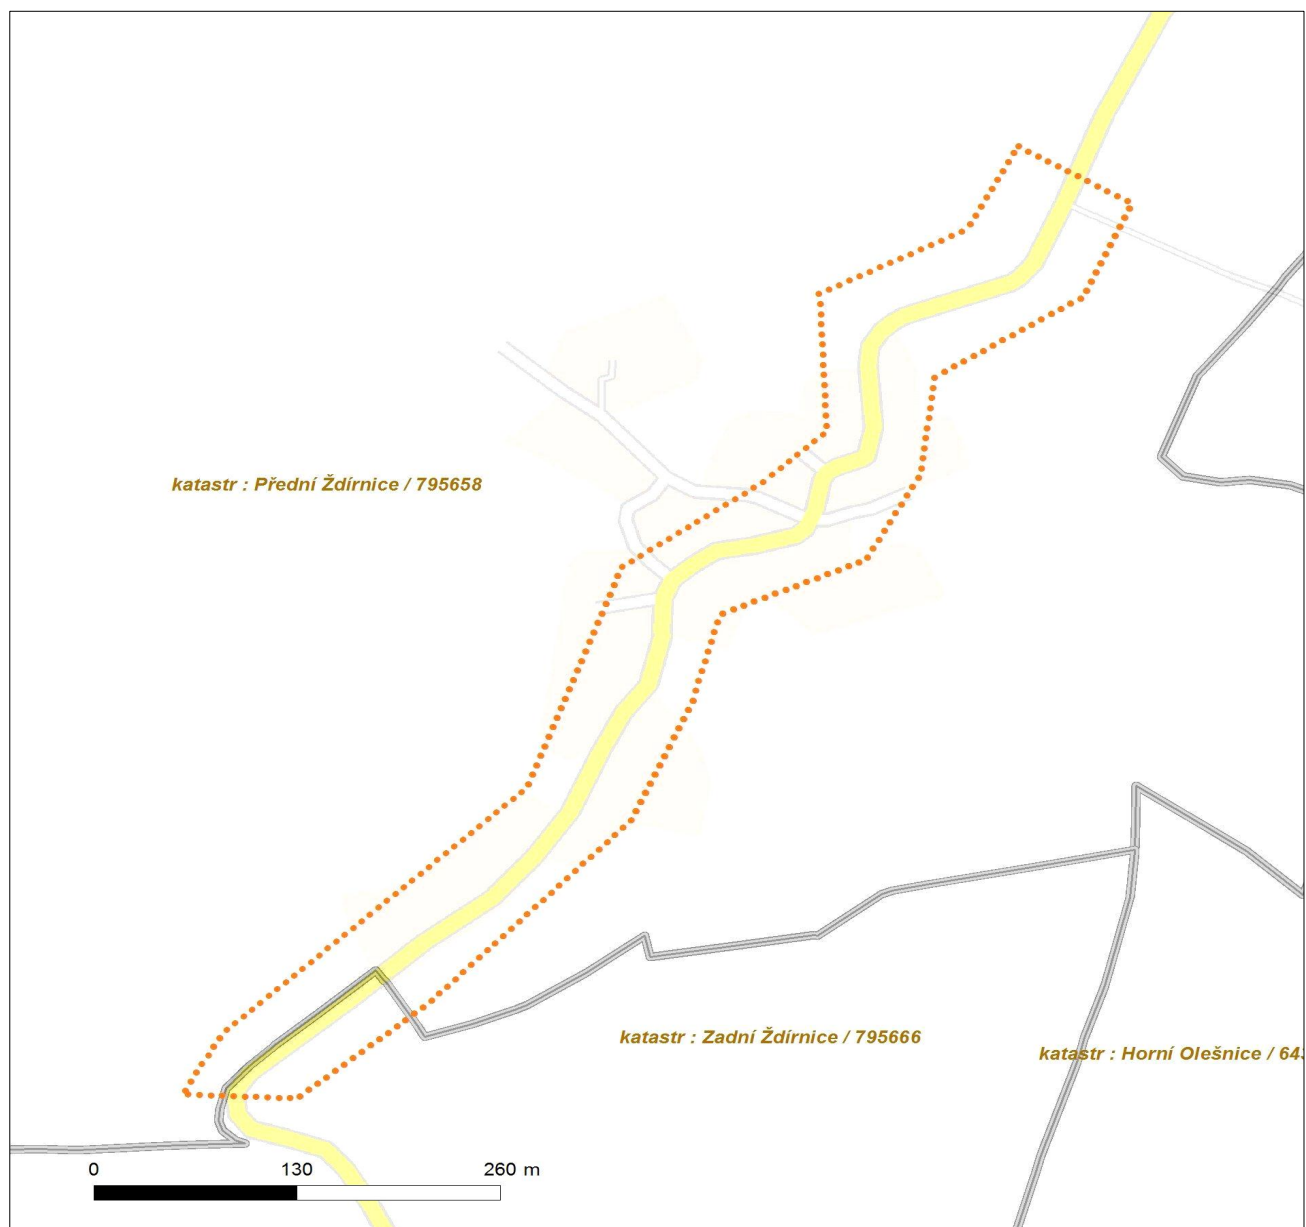 katastr : Přední Ždírnice / 795658
katastr : Zadní Ždírnice / 795666
katastr : Horní Olešnice /
0 130 260 m